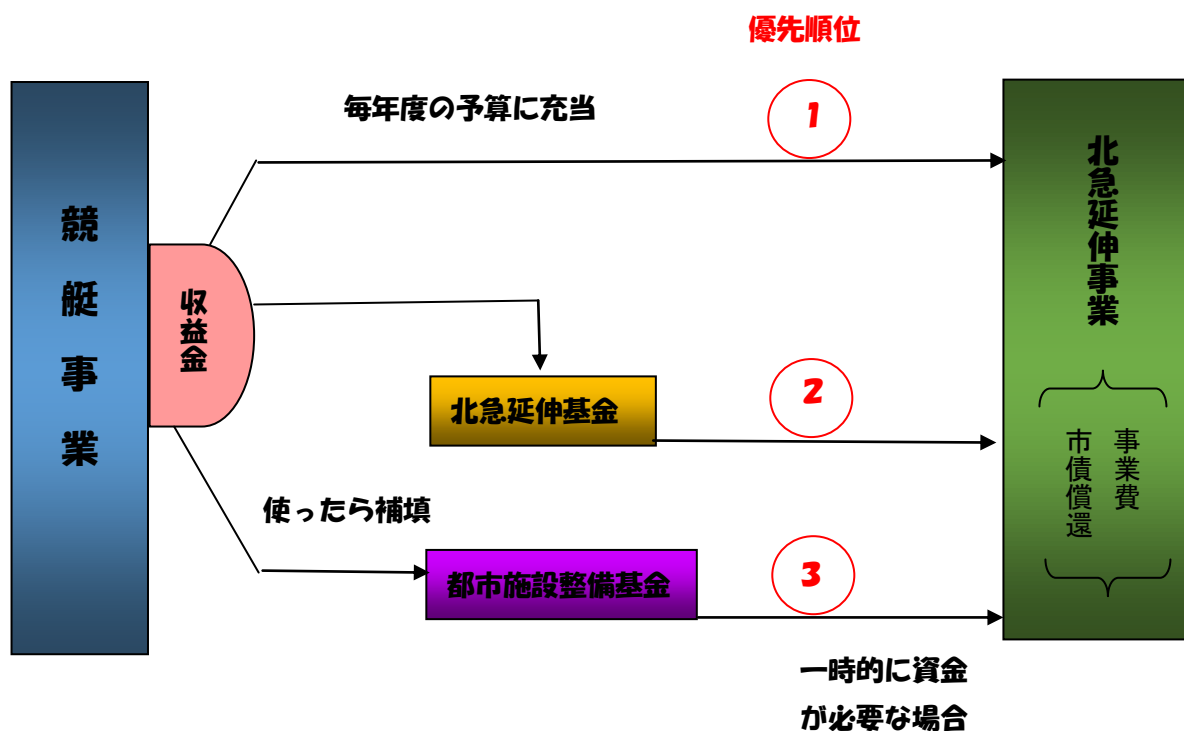 優先順位
毎年度の予算に充当
1
競艇事業
収益金
北急延伸基金
2
使ったら補填
都市施設整備基金
3
一時的に資金
が必要な場合
北急延伸事業
事業費
市債償還